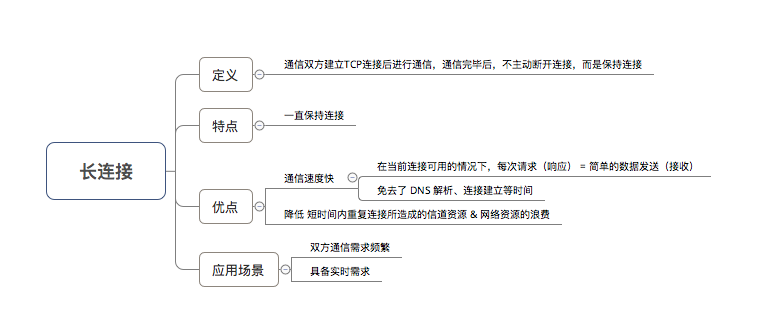 长连接
定义
通信双方建立TCP连接后进行通信，通信完毕后，不主动断开连接，而是保持连接
特点
一直保持连接
优点
通信速度快
在当前连接可用的情况下，每次请求（响应） = 简单的数据发送（接收）
免去了 DNS 解析、连接建立等时间
降低 短时间内重复连接所造成的信道资源 & 网络资源的浪费
应用场景
双方通信需求频繁
具备实时需求